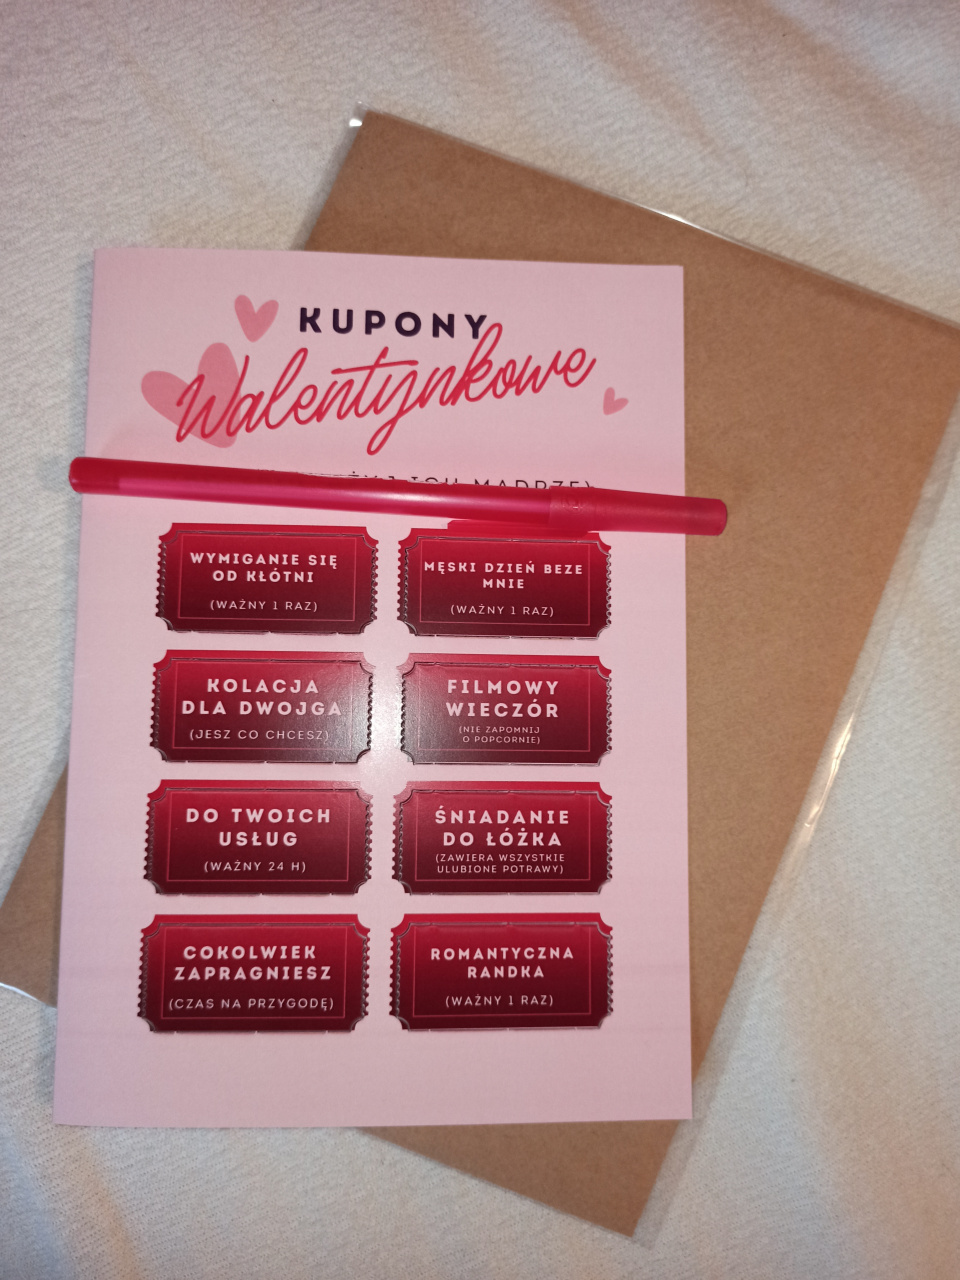 KUPONY
Walentynkowe
ICH MĄDRZE)
WYMIGANIE SIĘ
OD KŁÓTNI
(WAŻNY 1 RAZ)
MĘSKI DZIEŃ BEZE
MNIE
(WAŻNY 1 RAZ)
KOLACJA
DLA DWOJGA
(JESZ CO CHCESZ)
FILMOWY
WIECZÓR
(NIE ZAPOMNIJ
O POPCORNIE)
DO TWOICH
USŁUG
(WAŻNY 24 H)
ŚNIADANIE
DO ŁÓŻKA
(ZAWIERA WSZYSTKIE
ULUBIONE POTRAWY)
COKOLWIEK
ZAPRAGNIESZ
(CZAS NA PRZYGODĘ)
ROMANTYCZNA
RANDKA
(WAŻNY 1 RAZ)